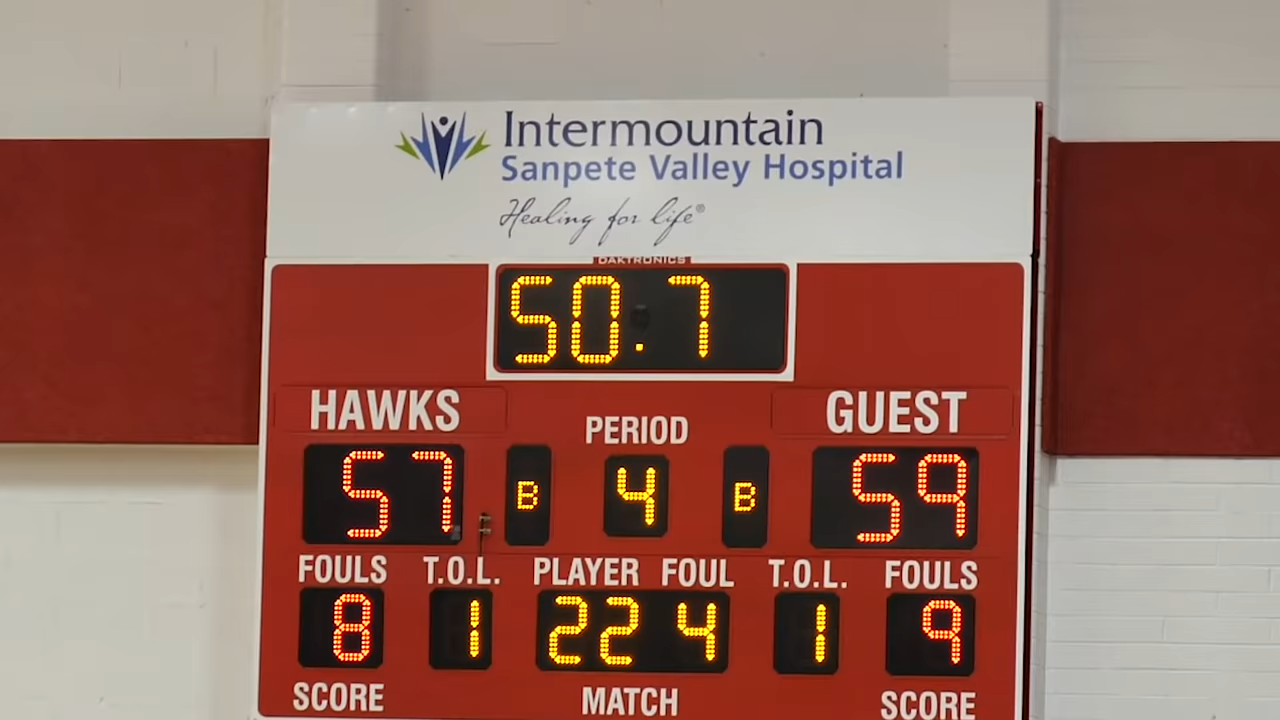 Intermountain
Sanpete Valley Hospital
Healing for life®
DAKTRONICS
50.7
HAWKS GUEST
PERIOD
57 B 4 B 59
FOULS T.O.L. PLAYER FOUL T.O.L. FOULS
8 1 22 4 1 9
SCORE MATCH SCORE